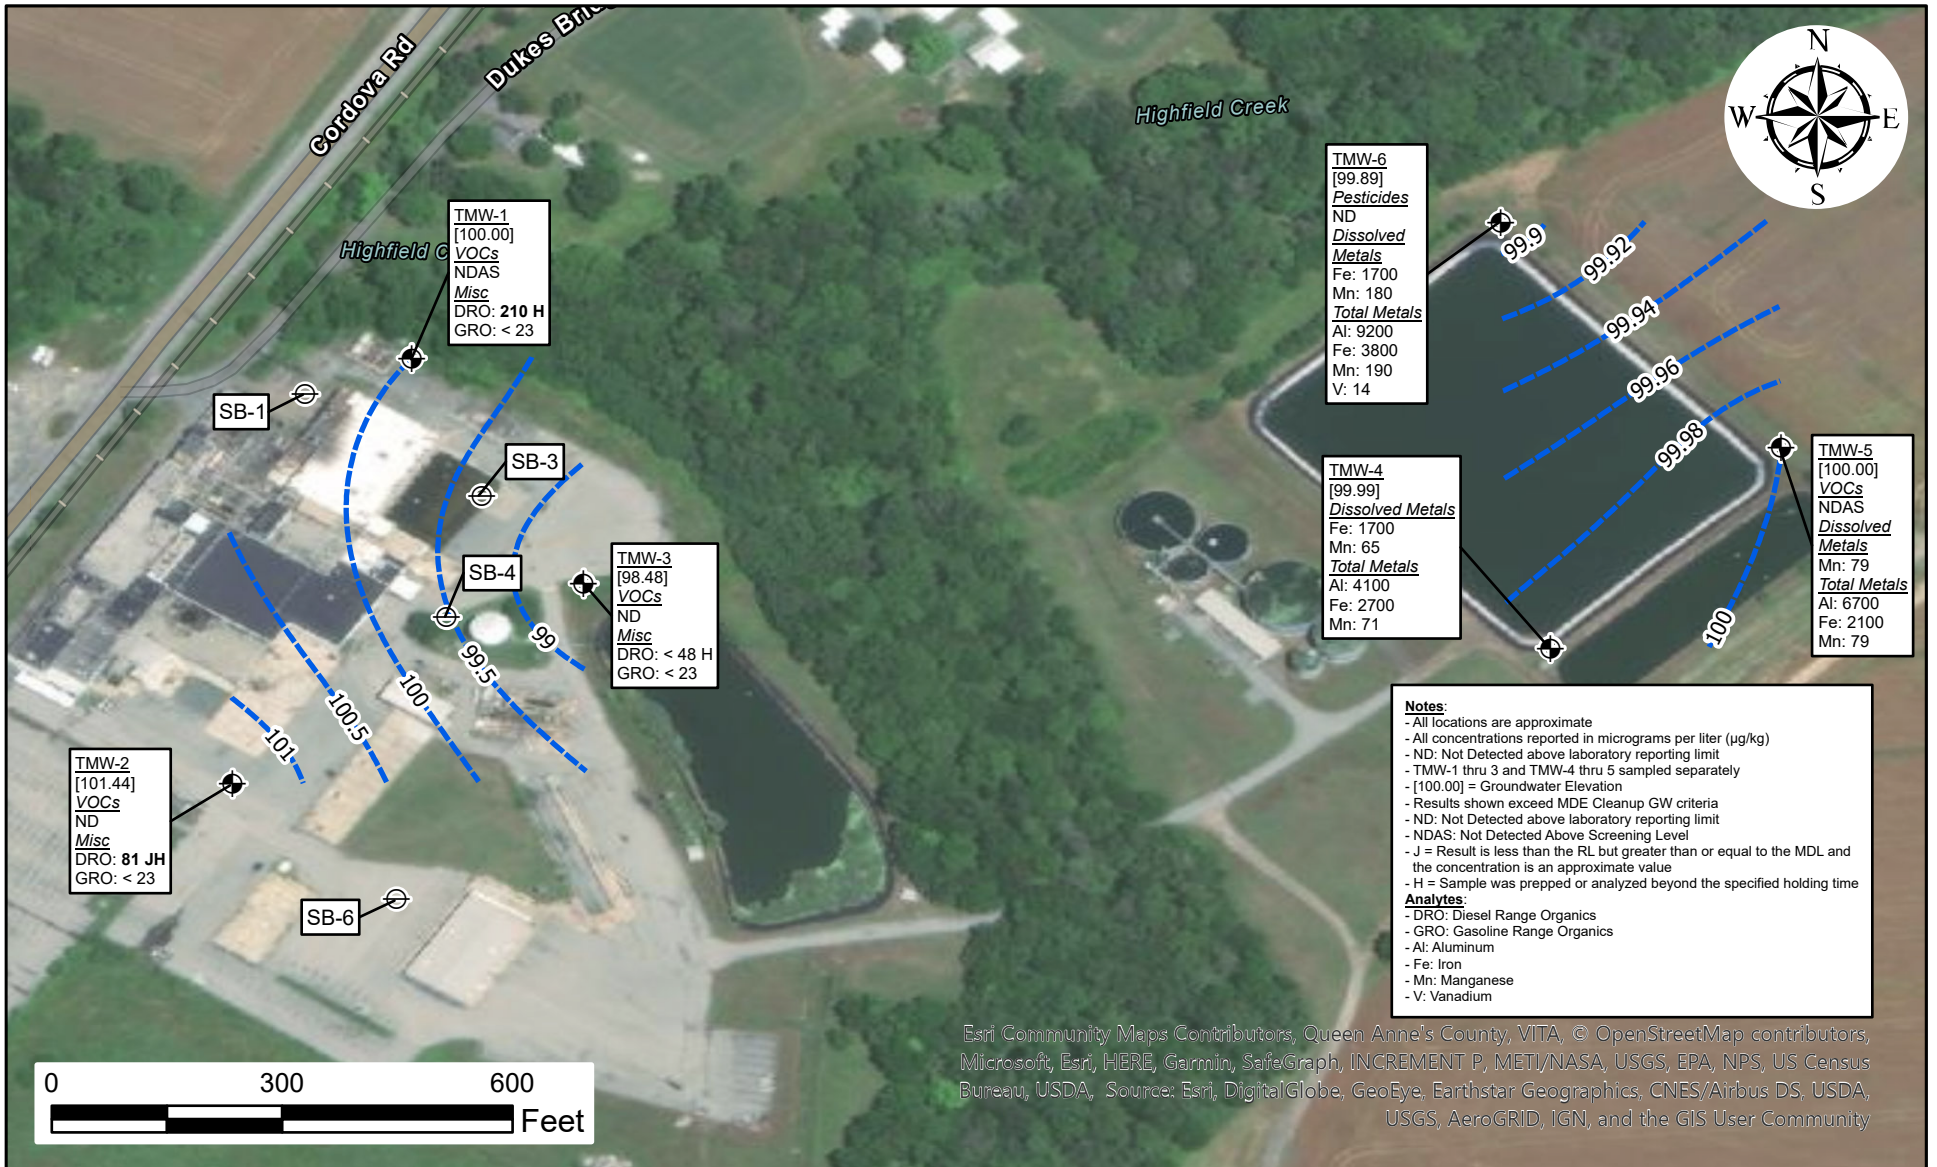 Cordova Rd
Dukes Bri
Highfield Creek
N
W
E
S
Highfield C
TMW-1
[100.00]
VOCs
NDAS
Misc
DRO: 210 H
GRO: < 23
TMW-6
[99.89]
Pesticides
ND
Dissolved
Metals
Fe: 1700
Mn: 180
Total Metals
Al: 9200
Fe: 3800
Mn: 190
V: 14
99.9
99.92
99.94
99.96
99.98
100
SB-1
SB-3
SB-4
TMW-3
[98.48]
VOCs
ND
Misc
DRO: < 48 H
GRO: < 23
TMW-4
[99.99]
Dissolved Metals
Fe: 1700
Mn: 65
Total Metals
Al: 4100
Fe: 2700
Mn: 71
TMW-5
[100.00]
VOCs
NDAS
Dissolved
Metals
Mn: 79
Total Metals
Al: 6700
Fe: 2100
Mn: 79
99
99.5
100
100.5
101
TMW-2
[101.44]
VOCs
ND
Misc
DRO: 81 JH
GRO: < 23
SB-6
Notes:
- All locations are approximate
- All concentrations reported in micrograms per liter (µg/kg)
- ND: Not Detected above laboratory reporting limit
- TMW-1 thru 3 and TMW-4 thru 5 sampled separately
- [100.00] = Groundwater Elevation
- Results shown exceed MDE Cleanup GW criteria
- ND: Not Detected above laboratory reporting limit
- NDAS: Not Detected Above Screening Level
- J = Result is less than the RL but greater than or equal to the MDL and
the concentration is an approximate value
- H = Sample was prepped or analyzed beyond the specified holding time
Analytes:
- DRO: Diesel Range Organics
- GRO: Gasoline Range Organics
- Al: Aluminum
- Fe: Iron
- Mn: Manganese
- V: Vanadium
Esri Community Maps Contributors, Queen Anne's County, VITA, © OpenStreetMap contributors,
Microsoft, Esri, HERE, Garmin, SafeGraph, INCREMENT P, METI/NASA, USGS, EPA, NPS, US Census
Bureau, USDA, Source: Esri, DigitalGlobe, GeoEye, Earthstar Geographics, CNES/Airbus DS, USDA,
USGS, AeroGRID, IGN, and the GIS User Community
0 300 600
Feet